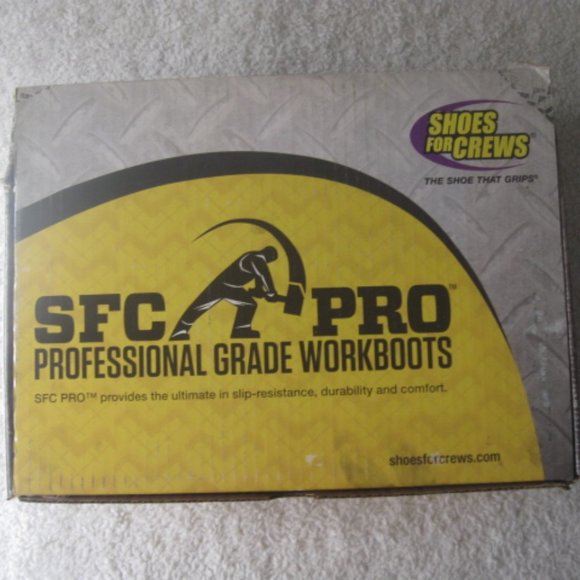 SHOES
FOR CREWS®
THE SHOE THAT GRIPS®
SFC PRO™
PROFESSIONAL GRADE WORKBOOTS
SFC PRO™ provides the ultimate in slip-resistance, durability and comfort.
shoesforcrews.com